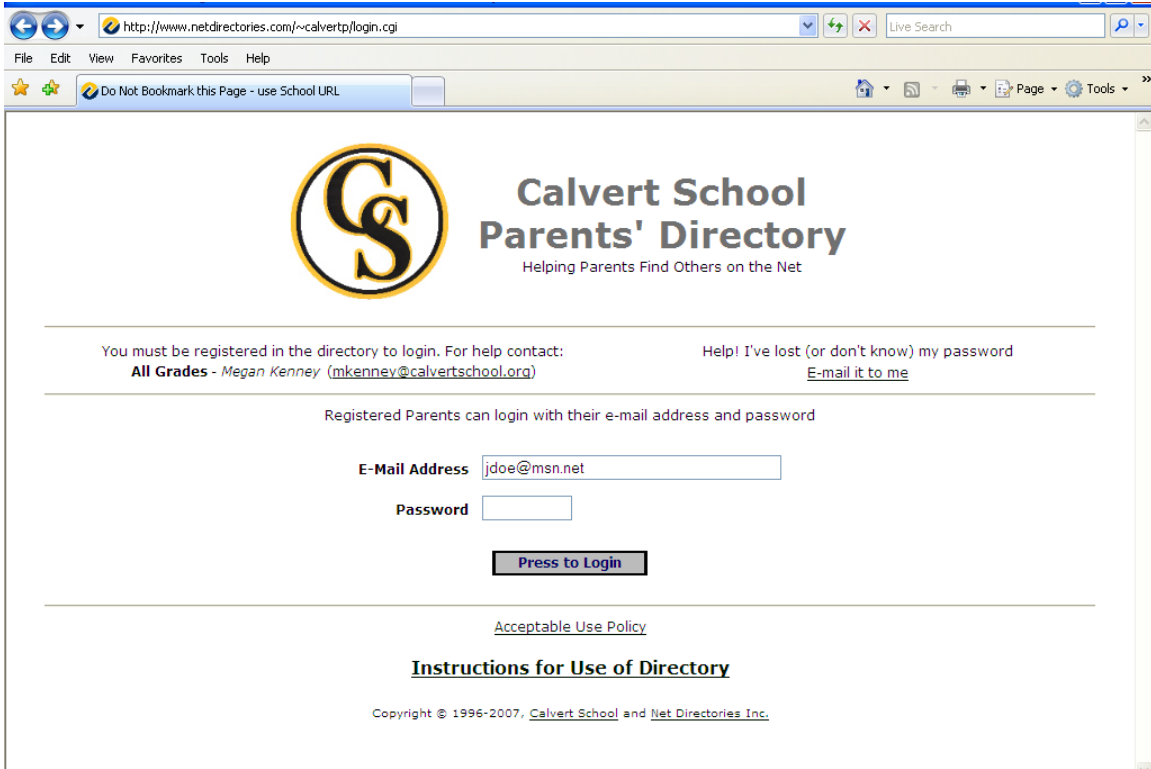 http://www.netdirectories.com/~calvertp/login.cgi
Live Search
File Edit View Favorites Tools Help
Do Not Bookmark this Page - use School URL
Page
Tools
CS
Calvert School
Parents' Directory
Helping Parents Find Others on the Net
You must be registered in the directory to login. For help contact:
All Grades - Megan Kenney (mkenney@calvertschool.org)
Help! I've lost (or don't know) my password
E-mail it to me
Registered Parents can login with their e-mail address and password
E-Mail Address jdoe@msn.net
Password
Press to Login
Acceptable Use Policy
Instructions for Use of Directory
Copyright © 1996-2007, Calvert School and Net Directories Inc.